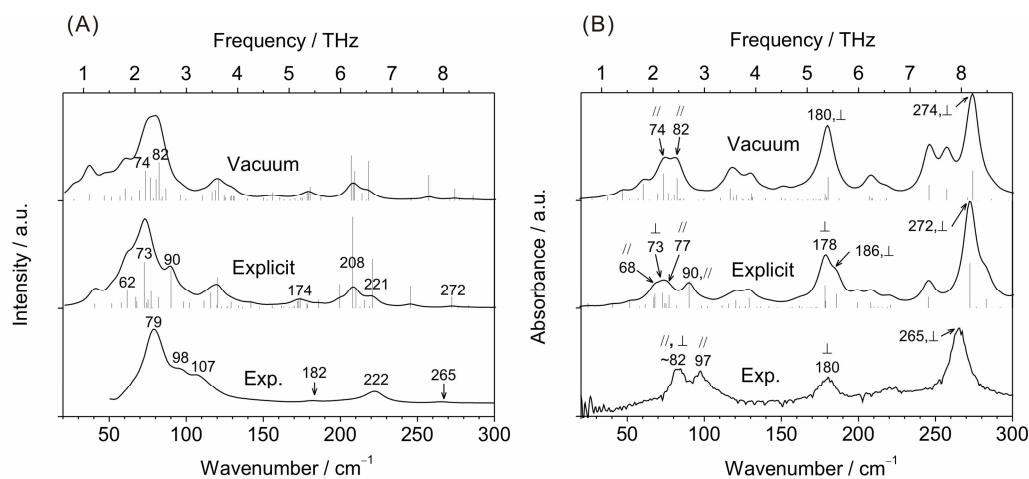 (A)
Frequency / THz
1 2 3 4 5 6 7 8
Intensity / a.u.
74 82
Vacuum
62 73 90
Explicit
174 208 221 272
79 98 107
Exp.
182 222 265
50 100 150 200 250 300
Wavenumber / cm⁻¹
(B)
Frequency / THz
1 2 3 4 5 6 7 8
Absorbance / a.u.
// //
74 82
Vacuum
180,⊥
274,⊥
//
68
⊥
73
//
77
90,//
Explicit
⊥
178
186,⊥
272,⊥
//, ⊥
~82
//
97
Exp.
⊥
180
265,⊥
50 100 150 200 250 300
Wavenumber / cm⁻¹